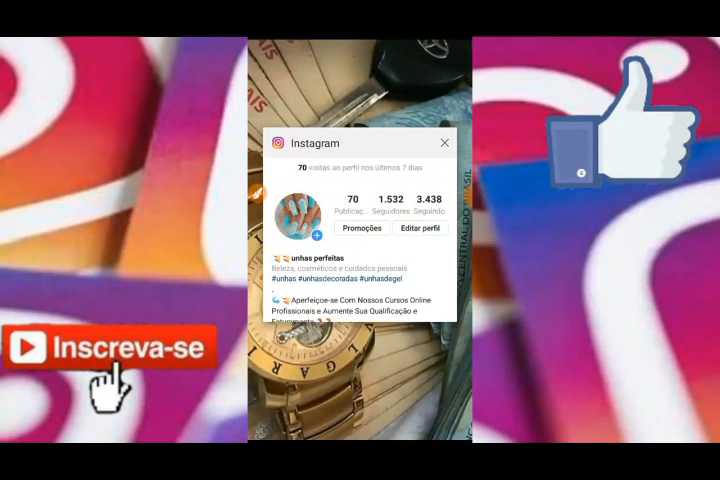 Instagram
70 visitas ao perfil nos últimos 7 dias
70 1.532 3.438
Publicaç... Seguidores Seguindo
Promoções Editar perfil
unhas perfeitas
Beleza, cosméticos e cuidados pessoais
#unhas #unhasdecoradas #unhasdegel
.
Aperfeiçoe-se Com Nossos Cursos Online
Profissionais e Aumente Sua Qualificação e
Faturamento
Inscreva-se
CENTRAL DO BRASIL